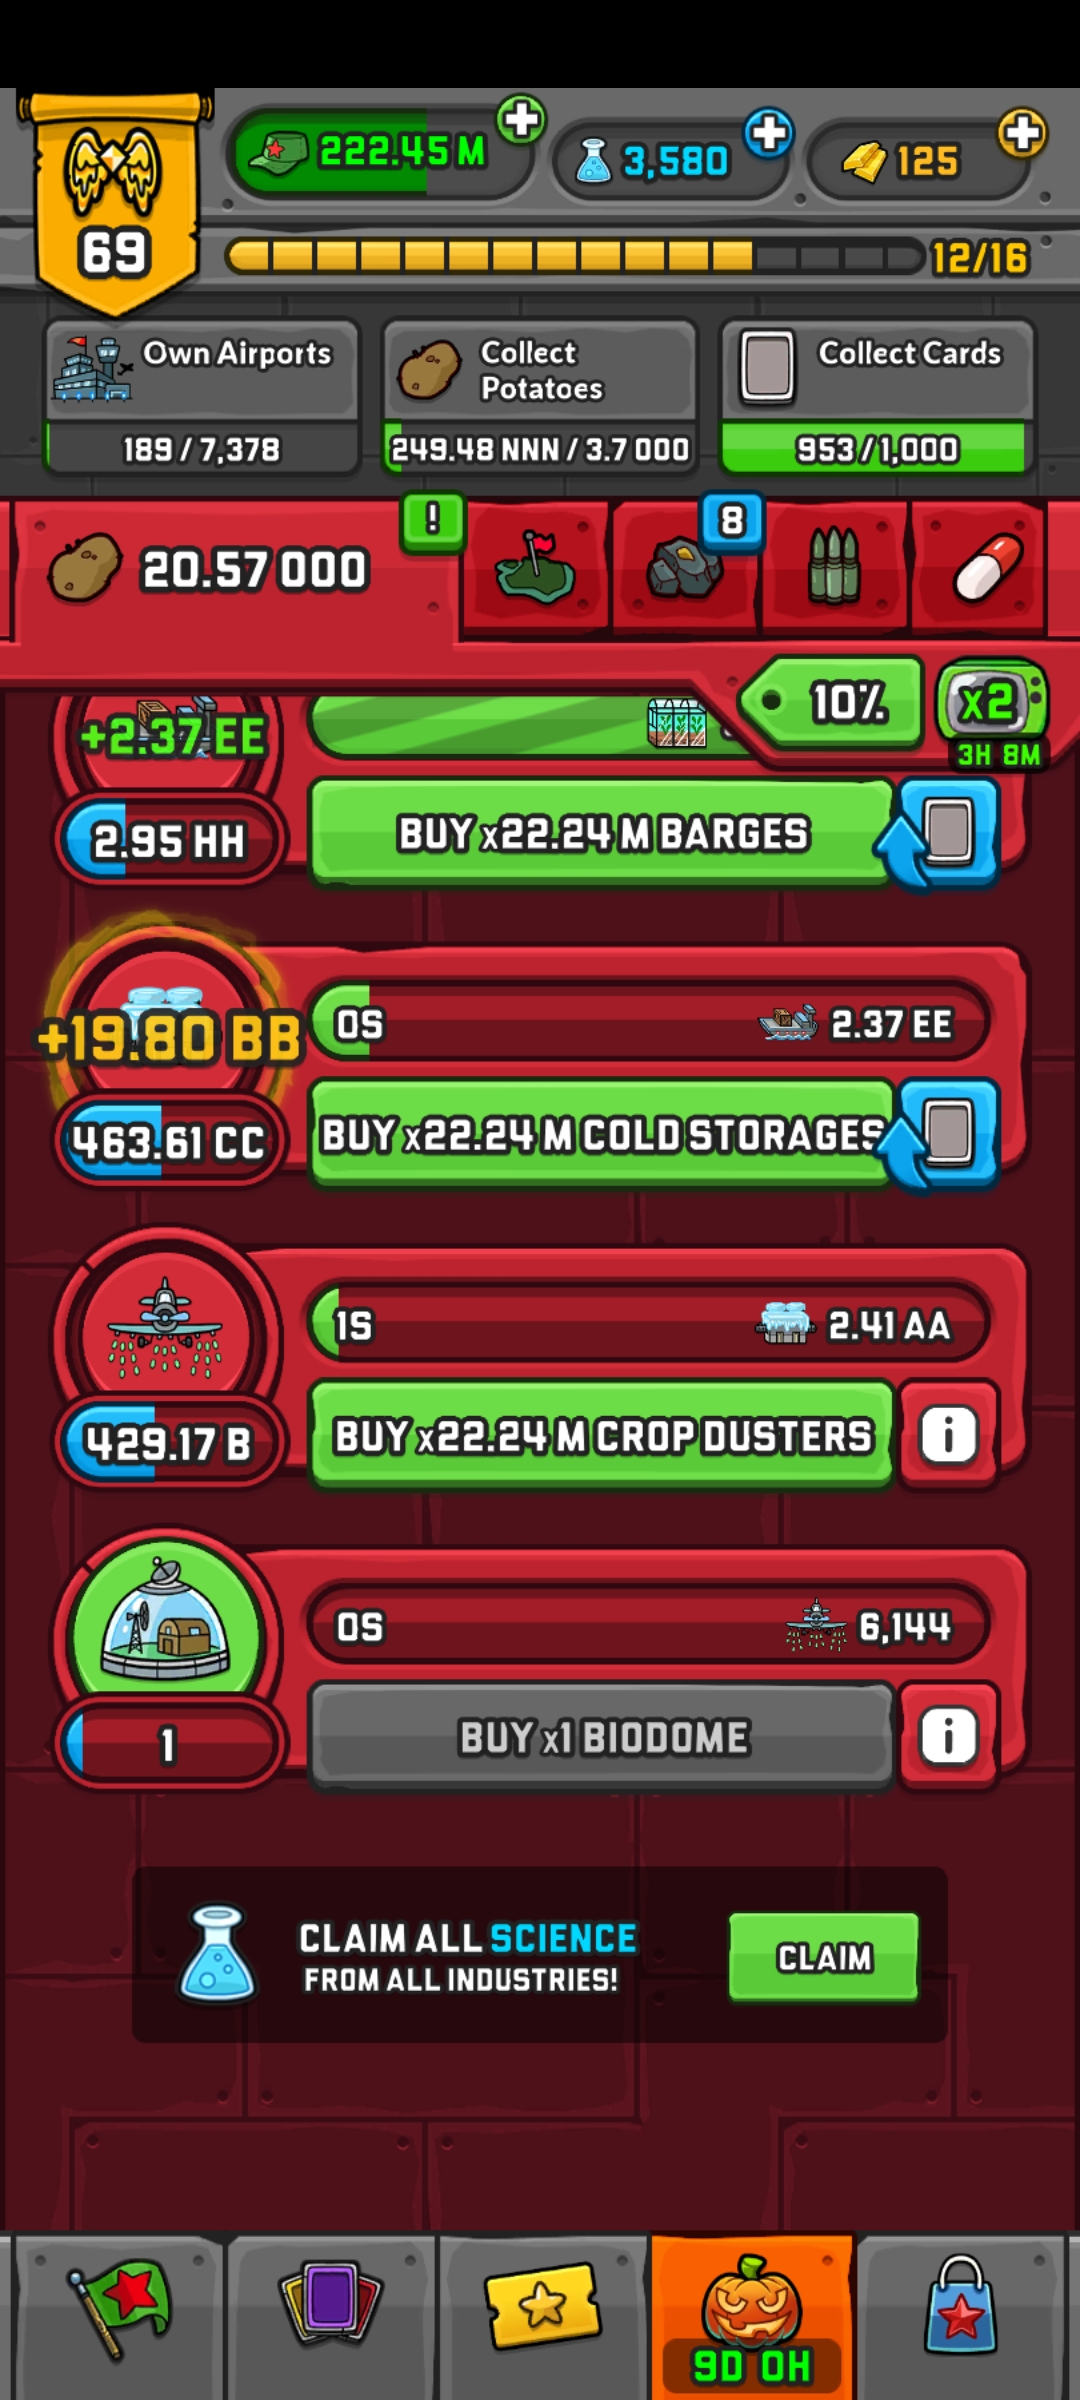 222.45 M
3,580
125
69
12/16
Own Airports
189 / 7,378
Collect
Potatoes
249.48 NNN / 3.7 OOO
Collect Cards
953 / 1,000
20.57 OOO
!
8
10%
x2
3H 8M
+2.37 EE
2.95 HH
BUY x22.24 M BARGES
+19.80 BB
0S
2.37 EE
463.61 CC
BUY x22.24 M COLD STORAGES
1S
2.41 AA
429.17 B
BUY x22.24 M CROP DUSTERS
i
0S
6,144
1
BUY x1 BIODOME
i
CLAIM ALL SCIENCE
FROM ALL INDUSTRIES!
CLAIM
9D 0H